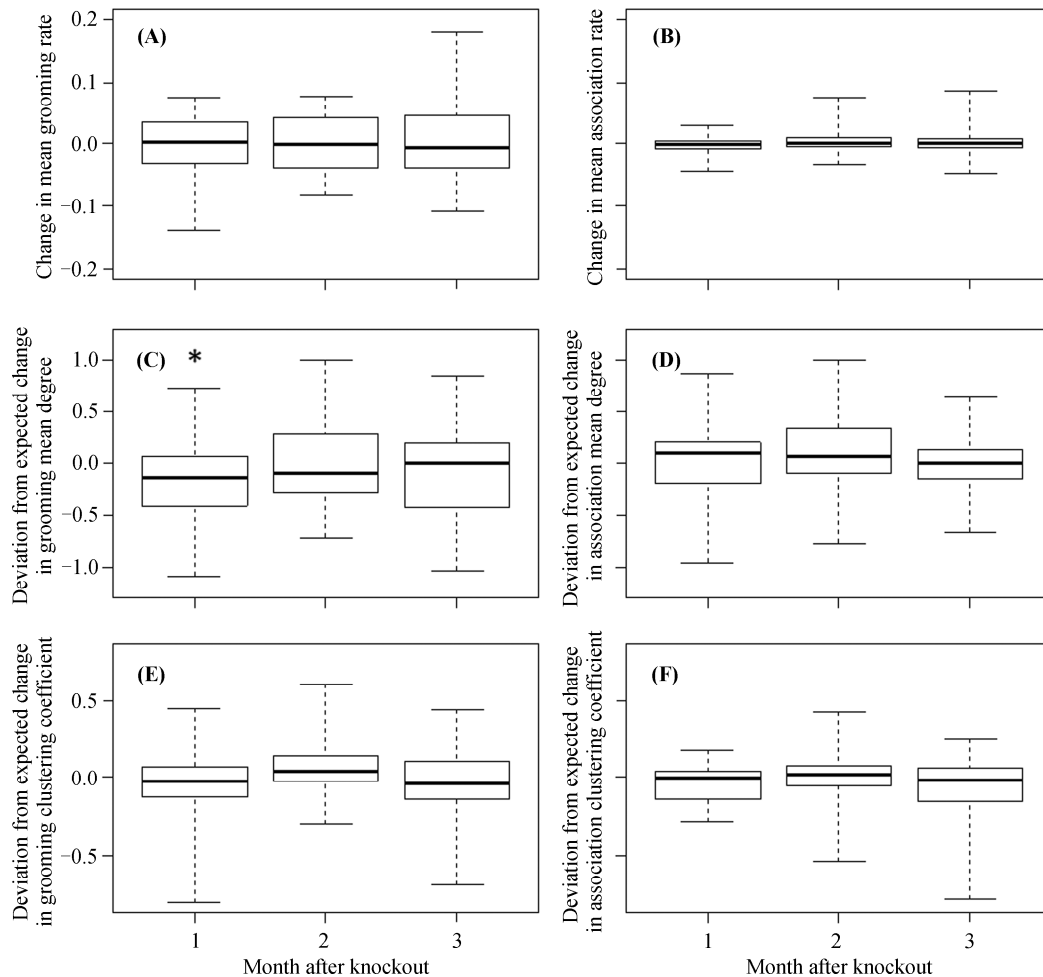 (A)
Change in mean grooming rate
0.2
0.1
0.0
−0.1
−0.2
(B)
Change in mean association rate
(C)
*
Deviation from expected change
in grooming mean degree
1.0
0.5
0.0
−0.5
−1.0
(D)
Deviation from expected change
in association mean degree
(E)
Deviation from expected change
in grooming clustering coefficient
0.5
0.0
−0.5
1 2 3
Month after knockout
(F)
Deviation from expected change
in association clustering coefficient
1 2 3
Month after knockout